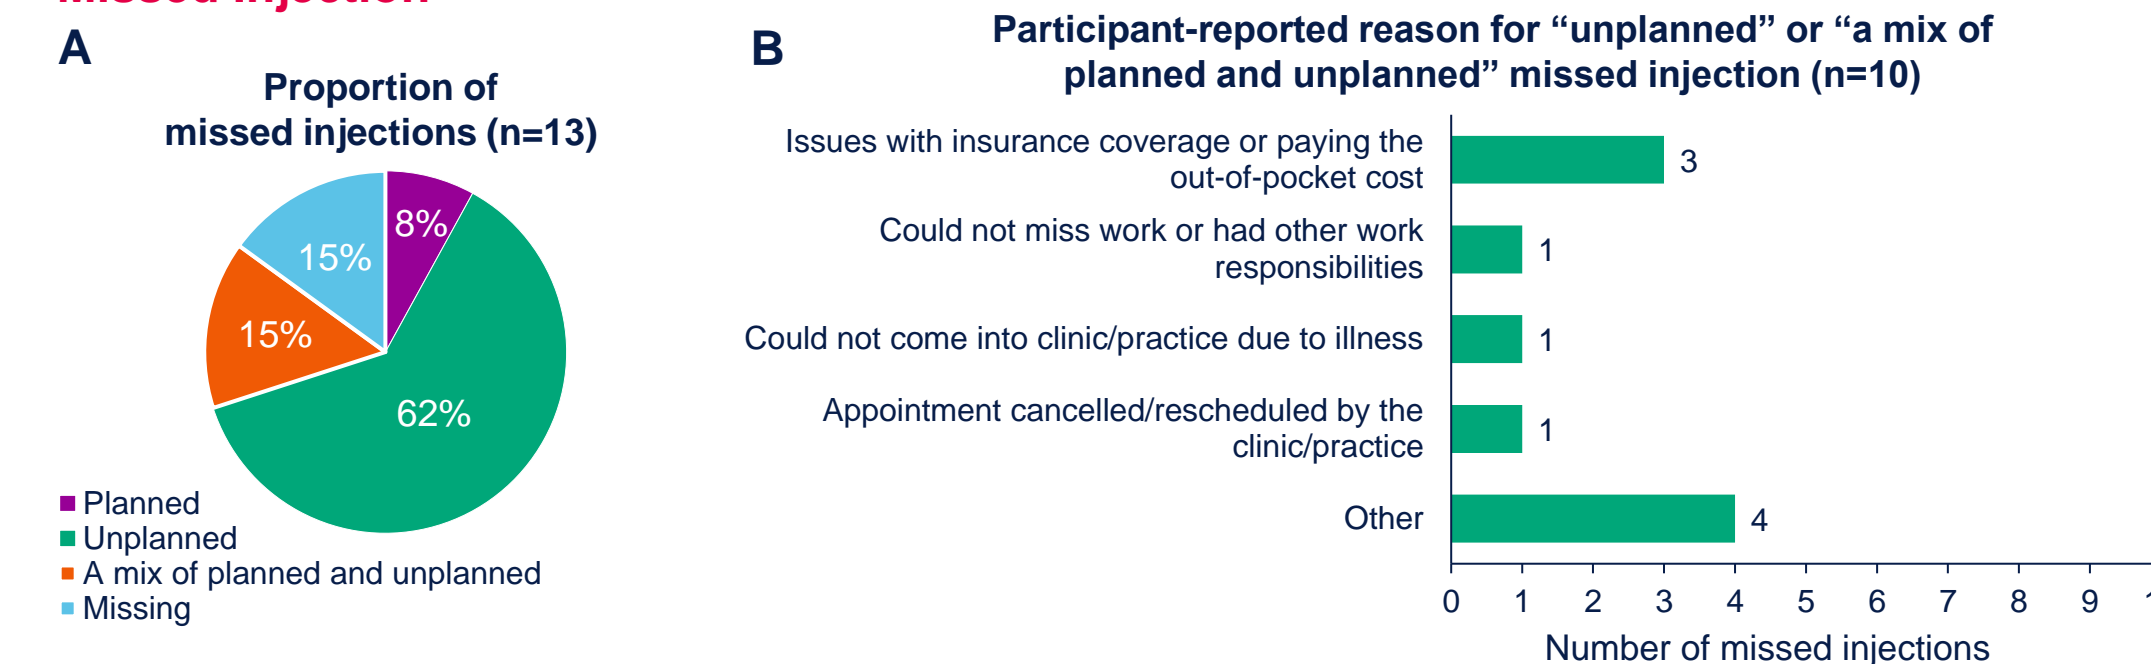 Missed Injection
A
Proportion of
missed injections (n=13)
8%
15%
15%
62%
Planned
Unplanned
A mix of planned and unplanned
Missing
B
Participant-reported reason for “unplanned” or “a mix of
planned and unplanned” missed injection (n=10)
Issues with insurance coverage or paying the
out-of-pocket cost
3
Could not miss work or had other work
responsibilities
1
Could not come into clinic/practice due to illness
1
Appointment cancelled/rescheduled by the
clinic/practice
1
Other
4
0 1 2 3 4 5 6 7 8 9
Number of missed injections